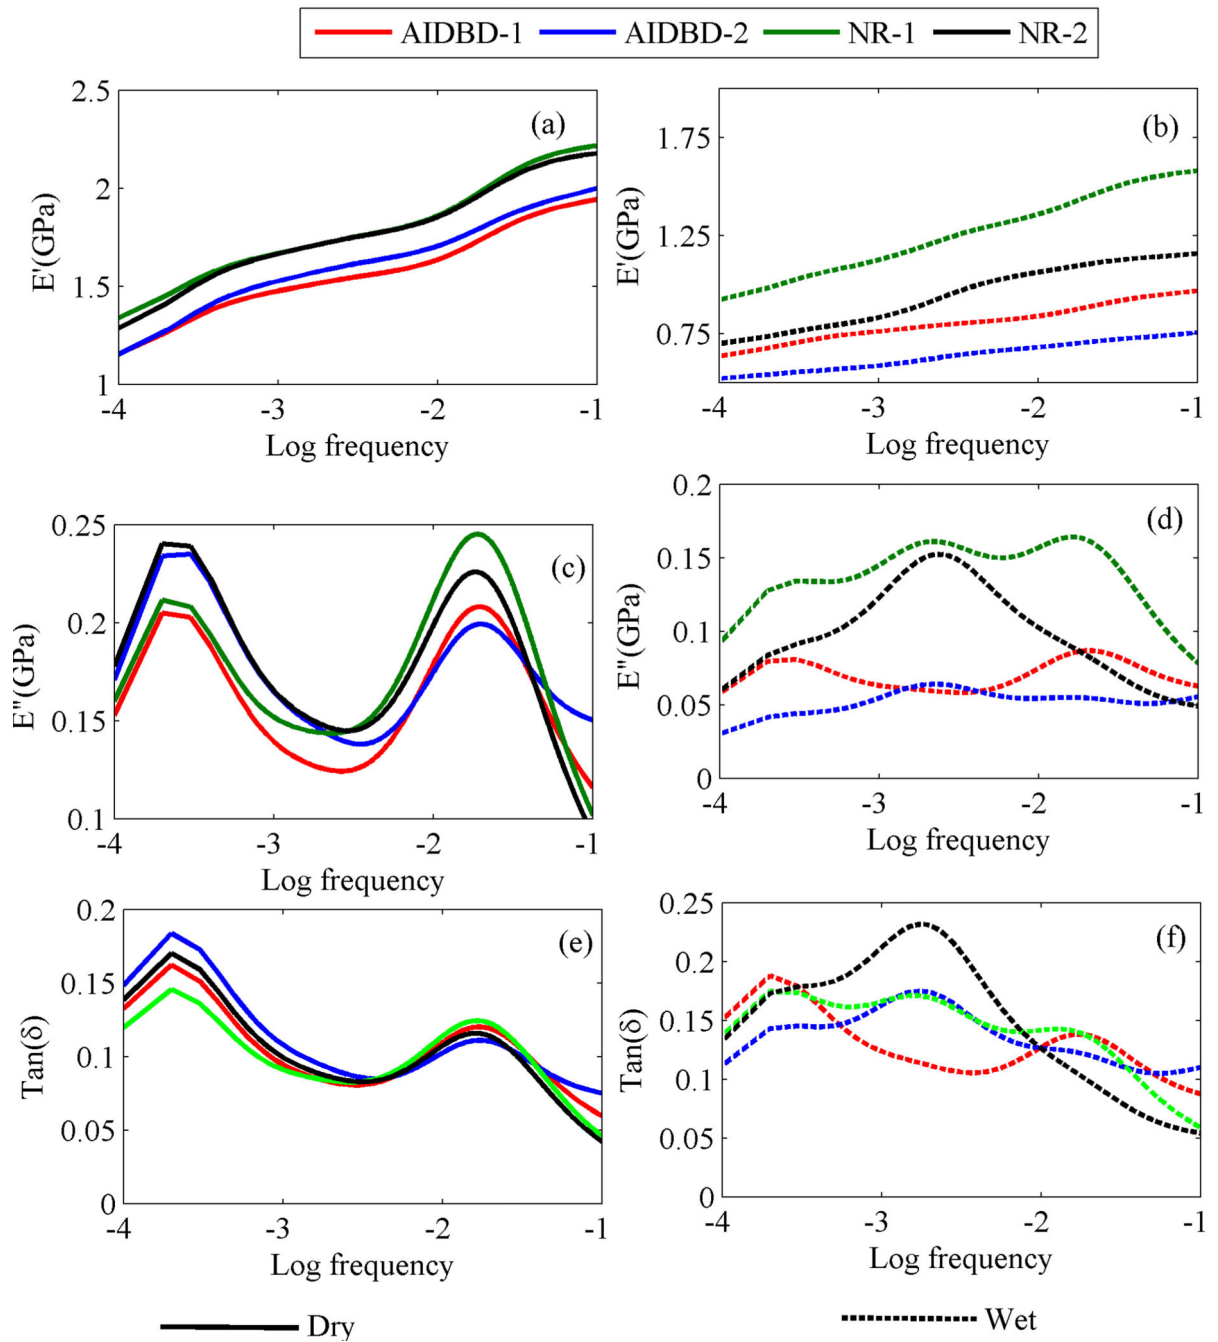 AIDBD-1 AIDBD-2 NR-1 NR-2
(a)
2.5
2
1.5
1
E'(GPa)
-4 -3 -2 -1
Log frequency
(b)
1.75
1.25
0.75
E'(GPa)
-4 -3 -2 -1
Log frequency
(c)
0.25
0.2
0.15
0.1
E"(GPa)
-4 -3 -2 -1
Log frequency
(d)
0.2
0.15
0.1
0.05
0
E"(GPa)
-4 -3 -2 -1
Log frequency
(e)
0.2
0.15
0.1
0.05
0
Tan(δ)
-4 -3 -2 -1
Log frequency
(f)
0.25
0.2
0.15
0.1
0.05
0
Tan(δ)
-4 -3 -2 -1
Log frequency
Dry
Wet